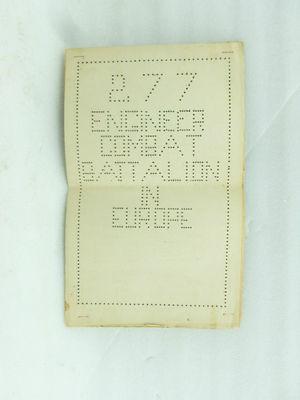 277
ENGINEER
COMBAT
BATTALION
IN
EUROPE